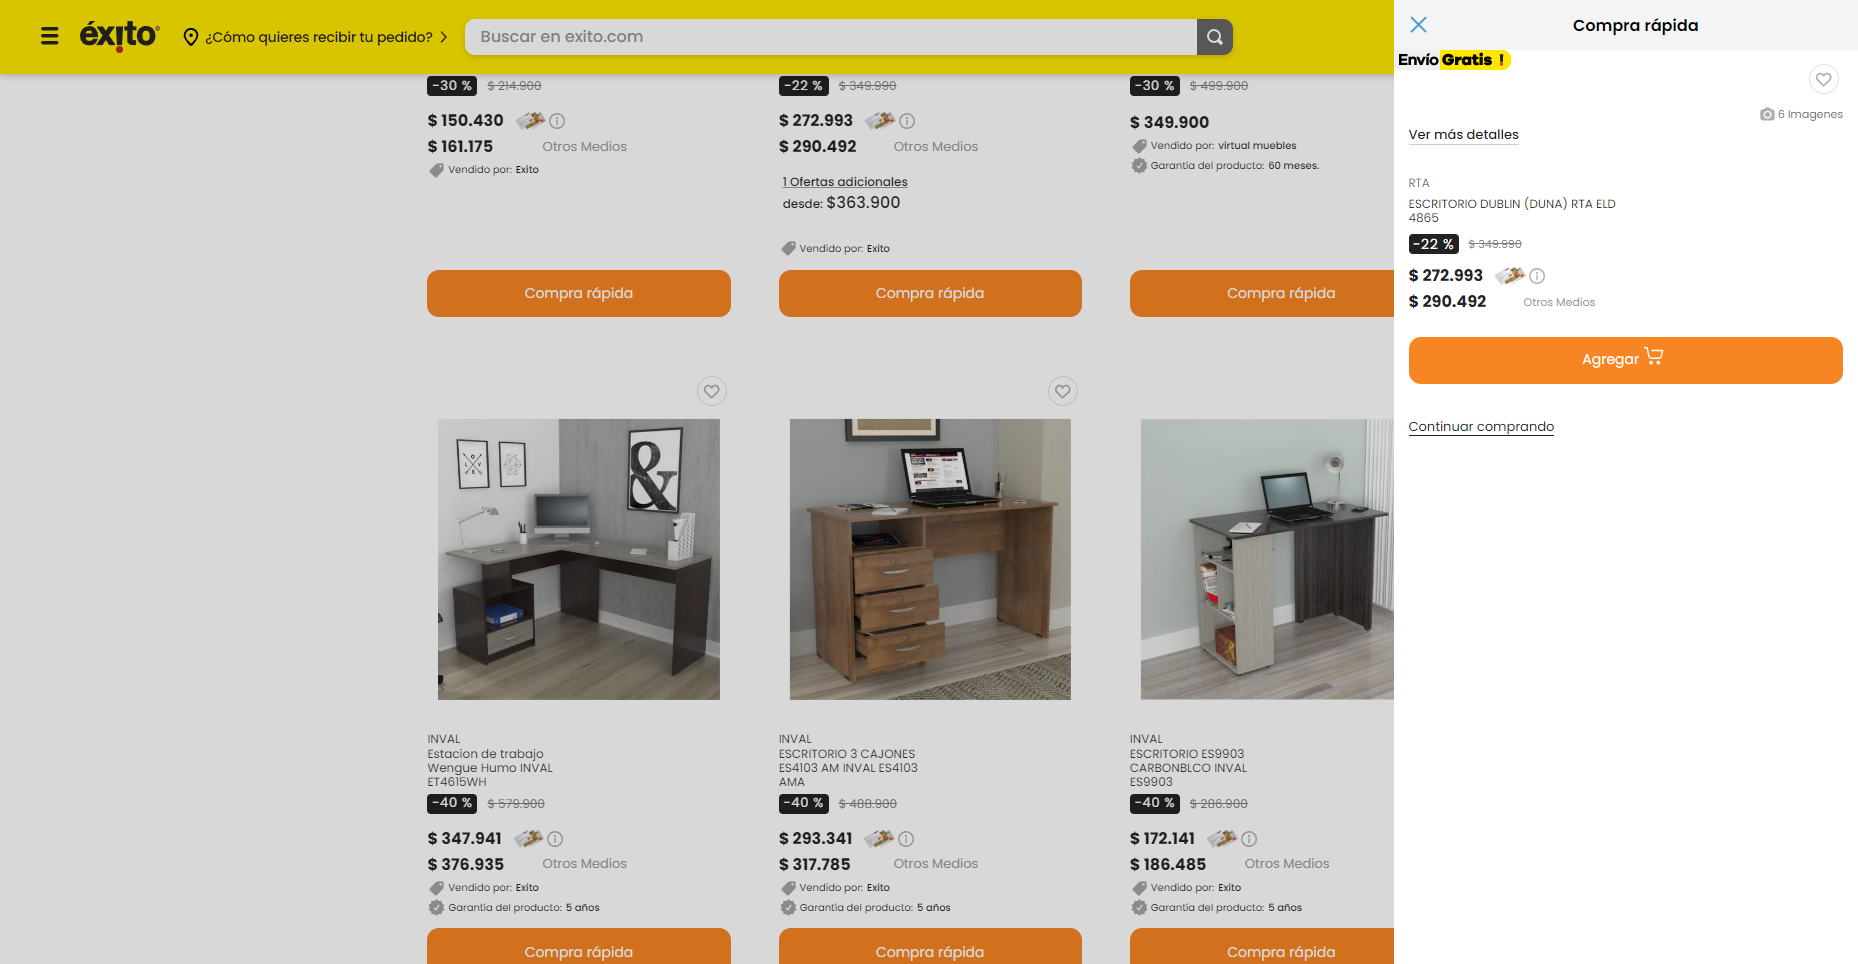 éxito
¿Cómo quieres recibir tu pedido?
Buscar en exito.com
-30 % $ 214.900
$ 150.430
$ 161.175 Otros Medios
Vendido por: Exito
Compra rápida
-22 % $ 349.990
$ 272.993
$ 290.492 Otros Medios
1 Ofertas adicionales
desde: $363.900
Vendido por: Exito
Compra rápida
-30 % $ 499.900
$ 349.900
Vendido por: virtual muebles
Garantía del producto: 60 meses.
Compra rápida
LOVE
&
INVAL
Estacion de trabajo
Wengue Humo INVAL
ET4615WH
-40 % $ 579.900
$ 347.941
$ 376.935 Otros Medios
Vendido por: Exito
Garantía del producto: 5 años
Compra rápida
INVAL
ESCRITORIO 3 CAJONES
ES4103 AM INVAL ES4103
AMA
-40 % $ 488.900
$ 293.341
$ 317.785 Otros Medios
Vendido por: Exito
Garantía del producto: 5 años
Compra rápida
INVAL
ESCRITORIO ES9903
CARBONBLCO INVAL
ES9903
-40 % $ 286.900
$ 172.141
$ 186.485 Otros Medios
Vendido por: Exito
Garantía del producto: 5 años
Compra rápida
Compra rápida
Envío Gratis !
6 Imagenes
Ver más detalles
RTA
ESCRITORIO DUBLIN (DUNA) RTA ELD
4865
-22 % $ 349.990
$ 272.993
$ 290.492 Otros Medios
Agregar
Continuar comprando